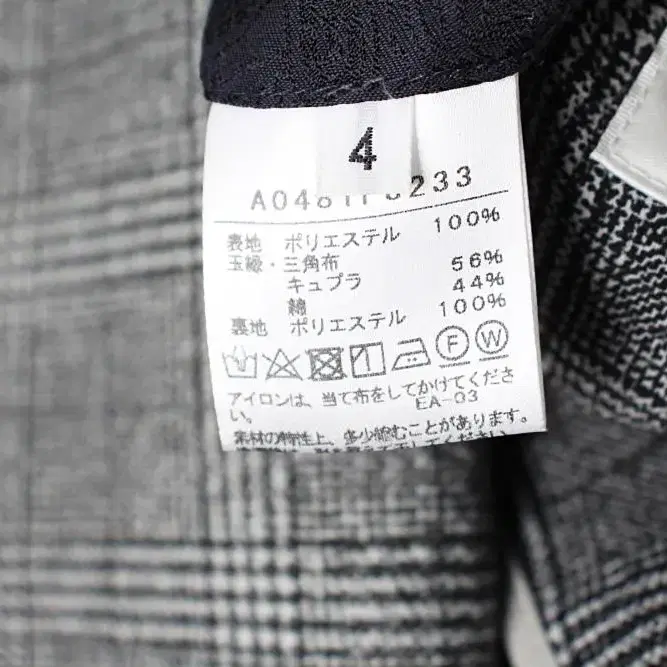 4
233
表地 ポリエステル 100%
玉縁・三角布
キュプラ 56%
綿 44%
裏地 ポリエステル 100%
F W
アイロンは、当て布をしてかけてくださ
い。 EA-03
素材の特性上、多少縮むことがあります。